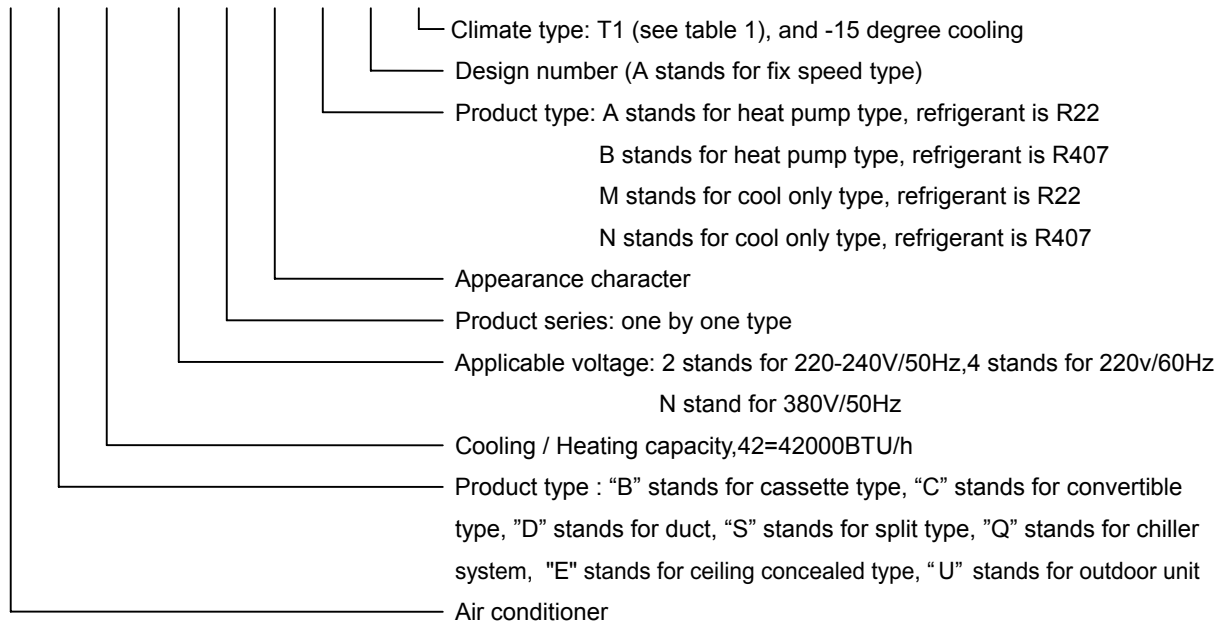 Climate type: T1 (see table 1), and -15 degree cooling
Design number (A stands for fix speed type)
Product type: A stands for heat pump type, refrigerant is R22
B stands for heat pump type, refrigerant is R407
M stands for cool only type, refrigerant is R22
N stands for cool only type, refrigerant is R407
Appearance character
Product series: one by one type
Applicable voltage: 2 stands for 220-240V/50Hz,4 stands for 220v/60Hz
N stand for 380V/50Hz
Cooling / Heating capacity,42=42000BTU/h
Product type : “B” stands for cassette type, “C” stands for convertible
type, ”D” stands for duct, “S” stands for split type, ”Q” stands for chiller
system, "E" stands for ceiling concealed type, “U” stands for outdoor unit
Air conditioner